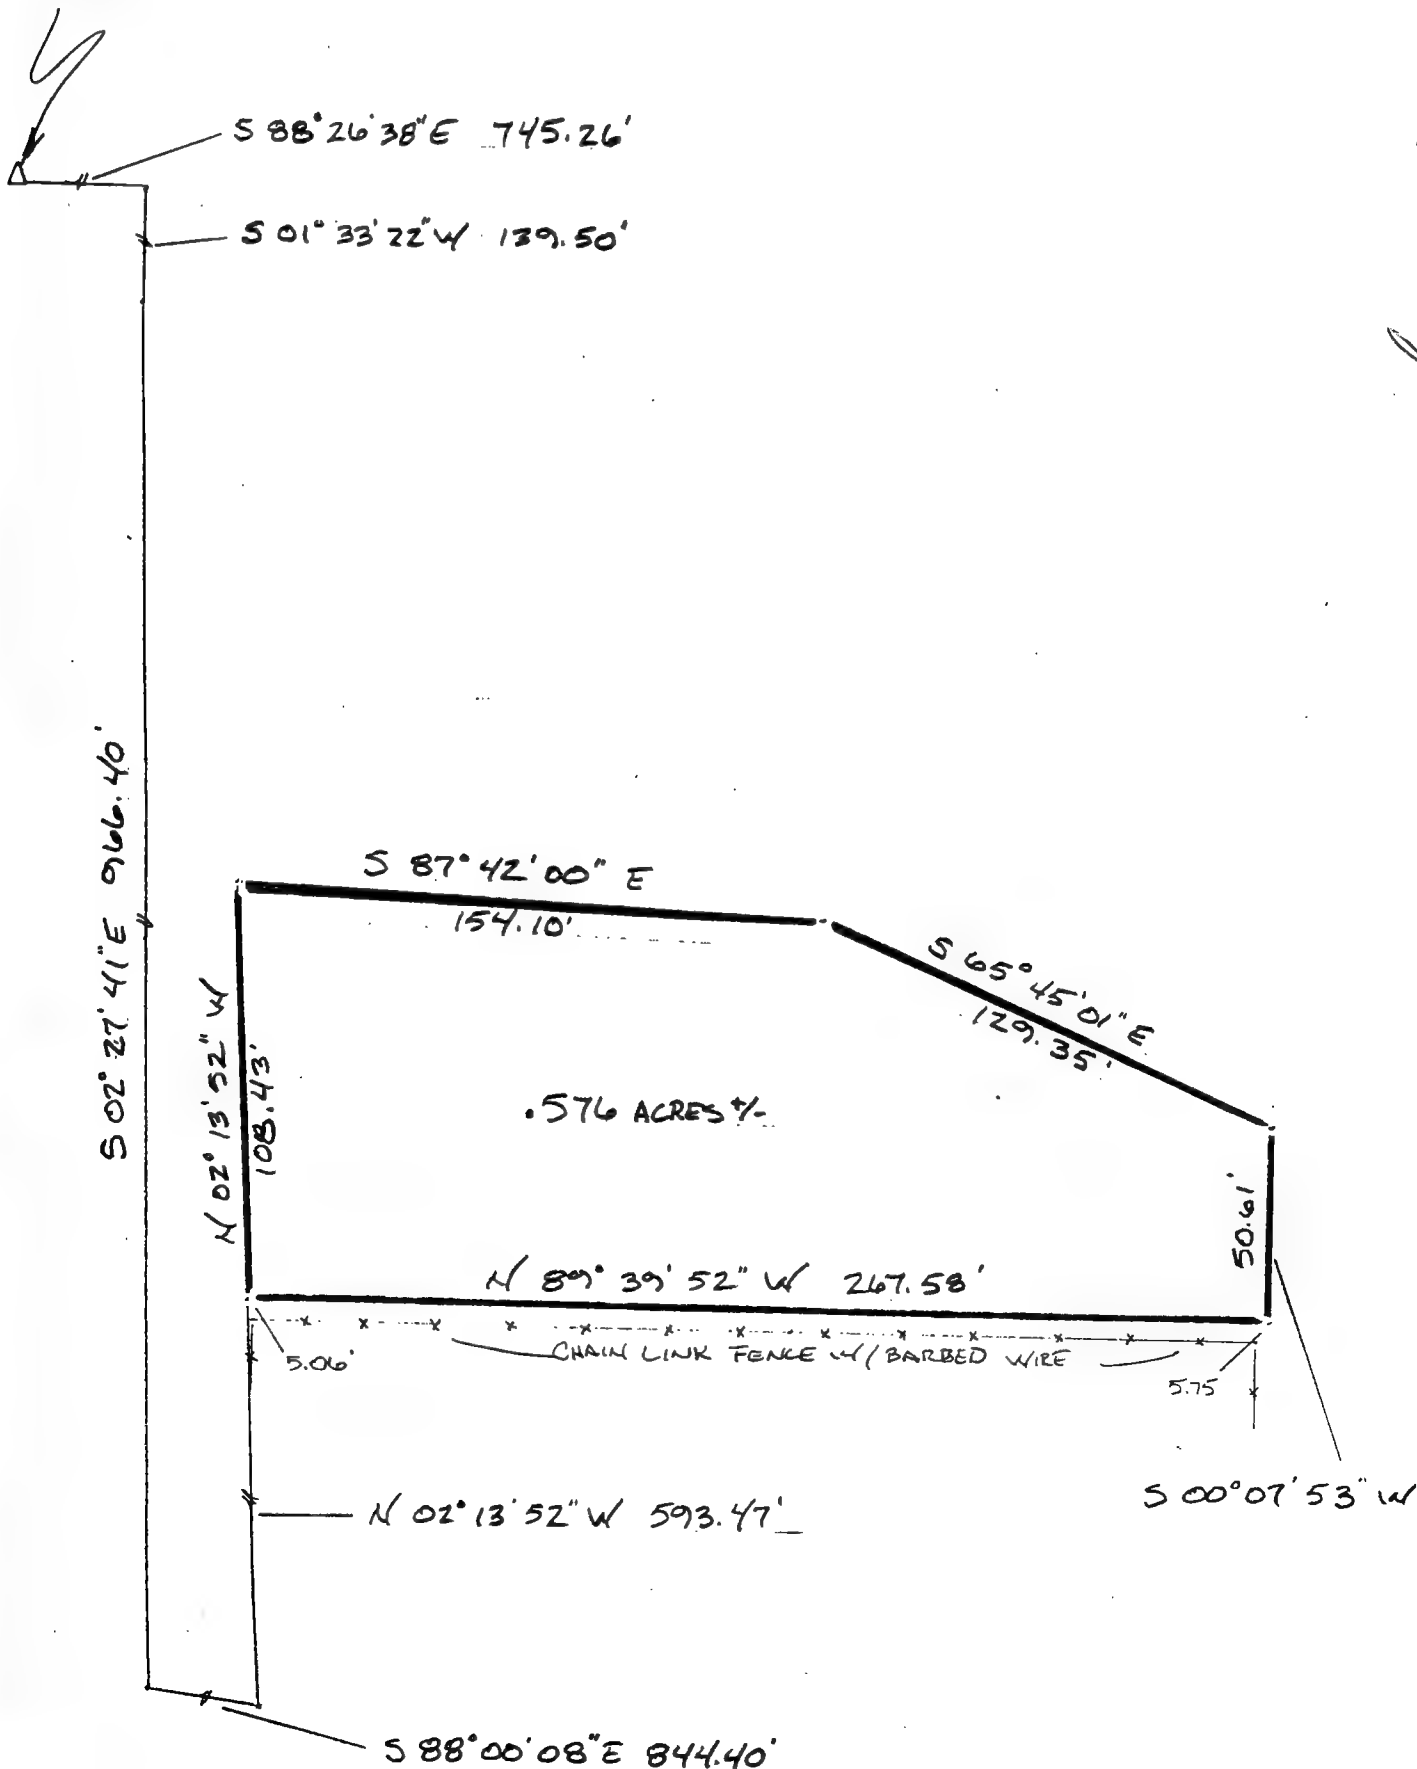 S 88°26'38"E 745.26'
S 01°33'22"W 139.50'
S 02°27'41"E 966.40'
S 87°42'00" E
154.10'
S 65°45'01" E
129.35'
N 02°13'52" W
108.43'
.576 ACRES +/-
50.61'
N 89°39'52" W 267.58'
5.06'
CHAIN LINK FENCE W/ BARBED WIRE
5.75
S 00°07'53" W
N 02°13'52" W 593.47'
S 88°00'08"E 844.40'